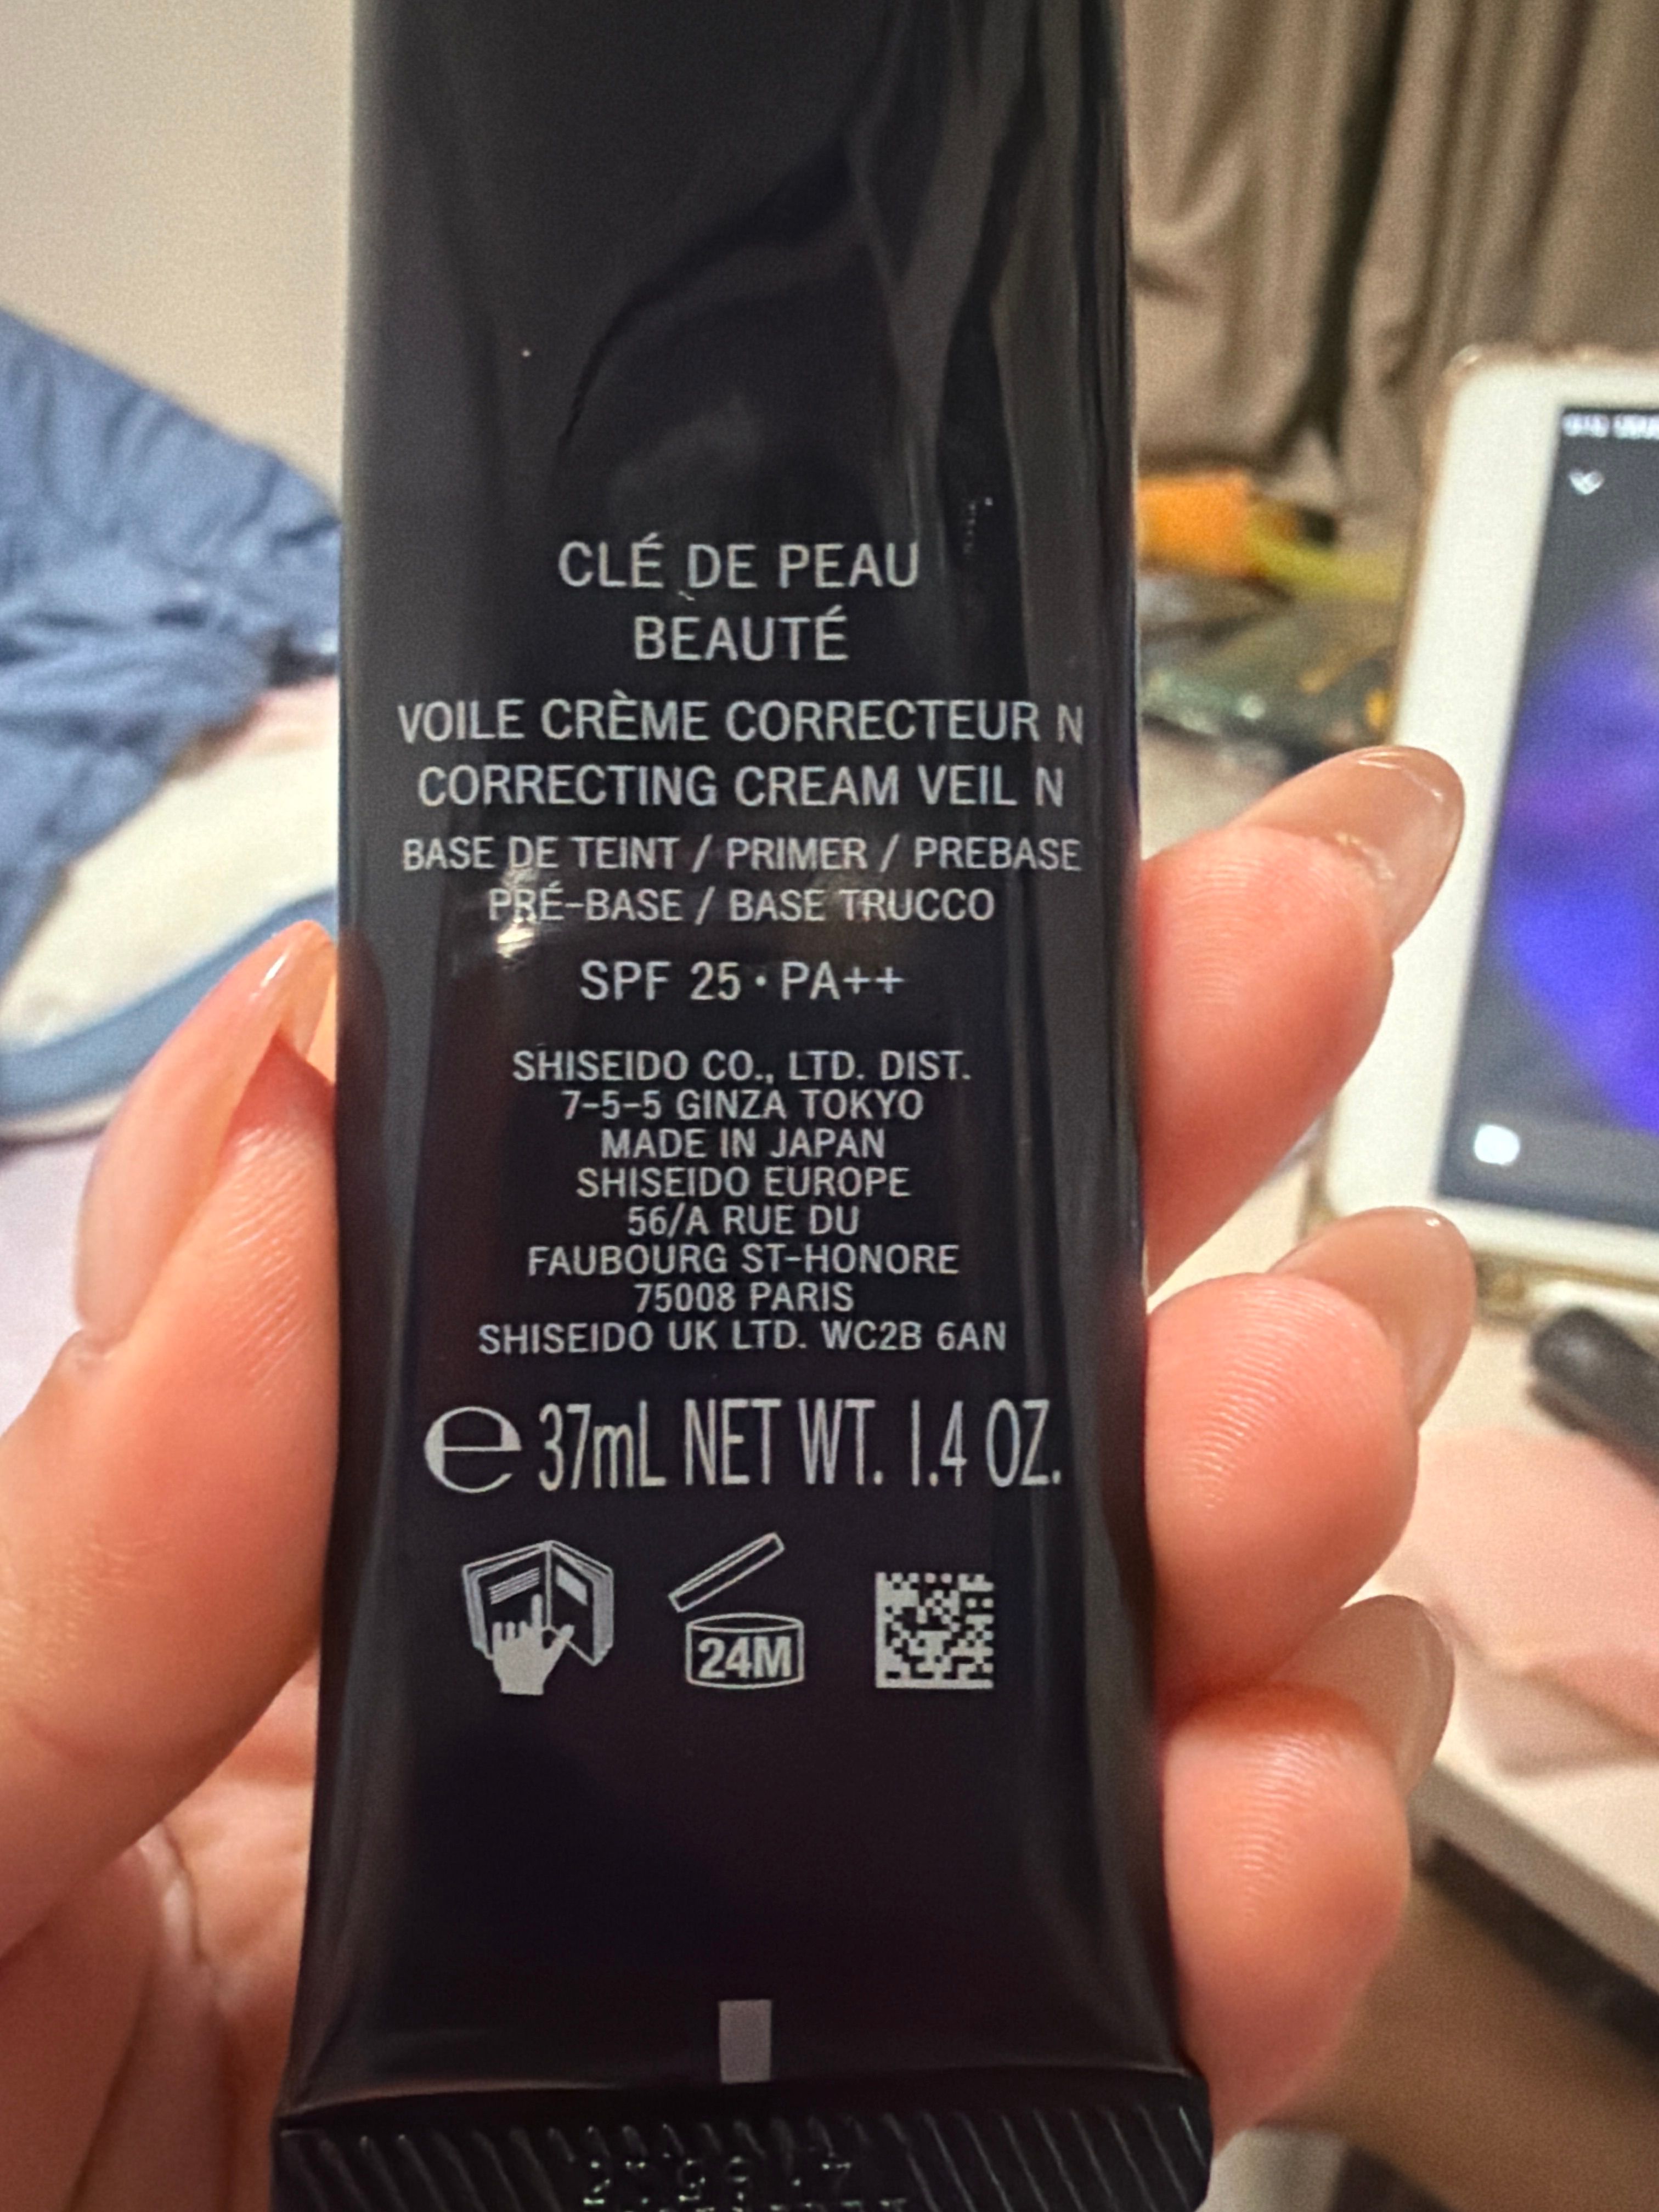 CLÉ DE PEAU
BEAUTÉ
VOILE CRÈME CORRECTEUR N
CORRECTING CREAM VEIL N
BASE DE TEINT / PRIMER / PREBASE
PRÉ-BASE / BASE TRUCCO
SPF 25・PA++
SHISEIDO CO., LTD. DIST.
7-5-5 GINZA TOKYO
MADE IN JAPAN
SHISEIDO EUROPE
56/A RUE DU
FAUBOURG ST-HONORE
75008 PARIS
SHISEIDO UK LTD. WC2B 6AN
e 37mL NET WT. 1.4 OZ.
24M